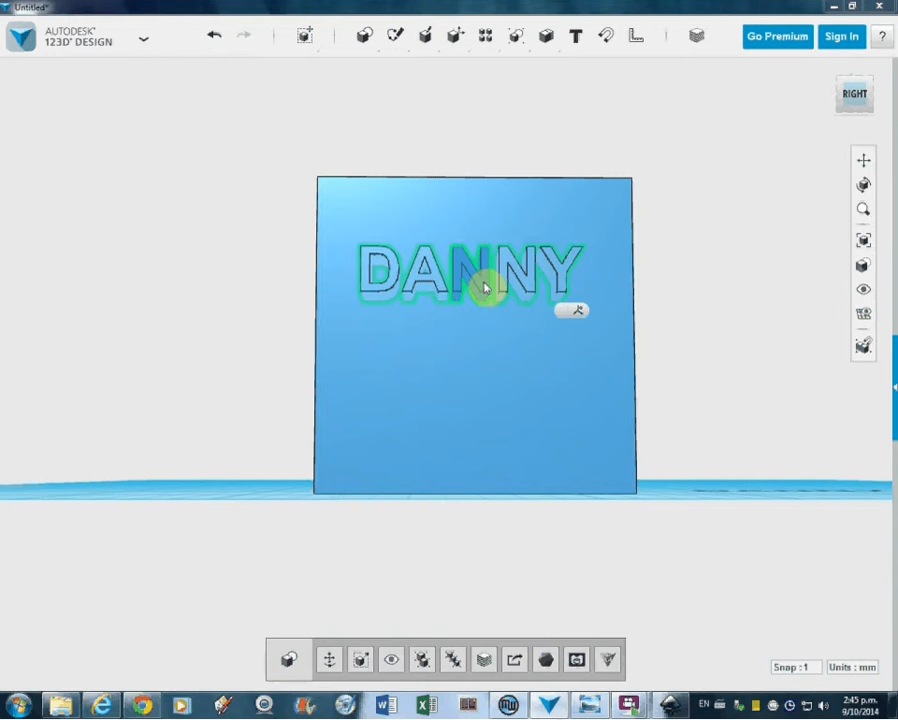 Untitled*
AUTODESK®
123D® DESIGN
Go Premium
Sign In
?
RIGHT
DANNY
Snap : 1
Units : mm
EN
2:45 p.m.
9/10/2014